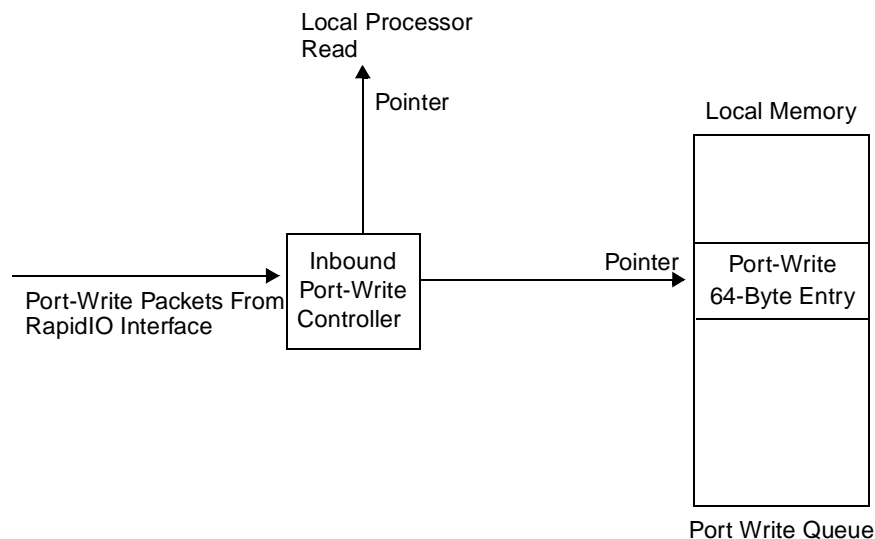 Local Processor
Read
Pointer
Local Memory
Inbound
Port-Write
Controller
Pointer
Port-Write
64-Byte Entry
Port-Write Packets From
RapidIO Interface
Port Write Queue